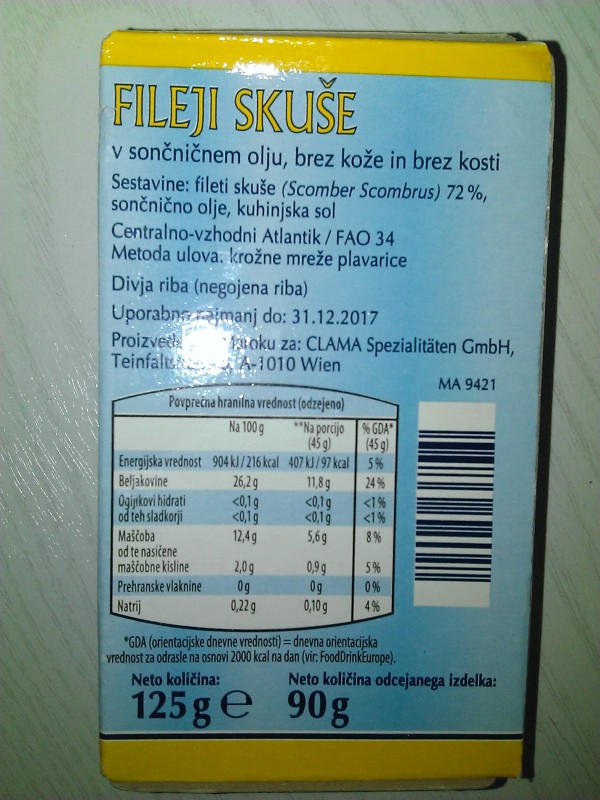 FILEJI SKUŠE
v sončničnem olju, brez kože in brez kosti
Sestavine: fileti skuše (Scomber Scombrus) 72 %,
sončnično olje, kuhinjska sol
Centralno-vzhodni Atlantik / FAO 34
Metoda ulova: krožne mreže plavarice
Divja riba (negojena riba)
Uporabno najmanj do: 31.12.2017
Maroku za: CLAMA Spezialitäten GmbH,
A-1010 Wien
MA 9421
Povprečna hranilna vrednost (odzejeno)
Na 100 g **Na porcijo % GDA*
(45 g) (45 g)
Energijska vrednost 904 kJ / 216 kcal 407 kJ / 97 kcal 5 %
Beljakovine 26,2 g 11,8 g 24 %
Ogljikovi hidrati <0,1 g <0,1 g <1 %
od teh sladkorji <0,1 g <0,1 g <1 %
Maščoba 12,4 g 5,6 g 8 %
od te nasičene
maščobne kisline 2,0 g 0,9 g 5 %
Prehranske vlaknine 0 g 0 g 0 %
Natrij 0,22 g 0,10 g 4 %
*GDA (orientacijske dnevne vrednosti) = dnevna orientacijska
vrednost za odrasle na osnovi 2000 kcal na dan (vir: FoodDrinkEurope).
Neto količina: Neto količina odcejanega izdelka:
125 g e 90 g